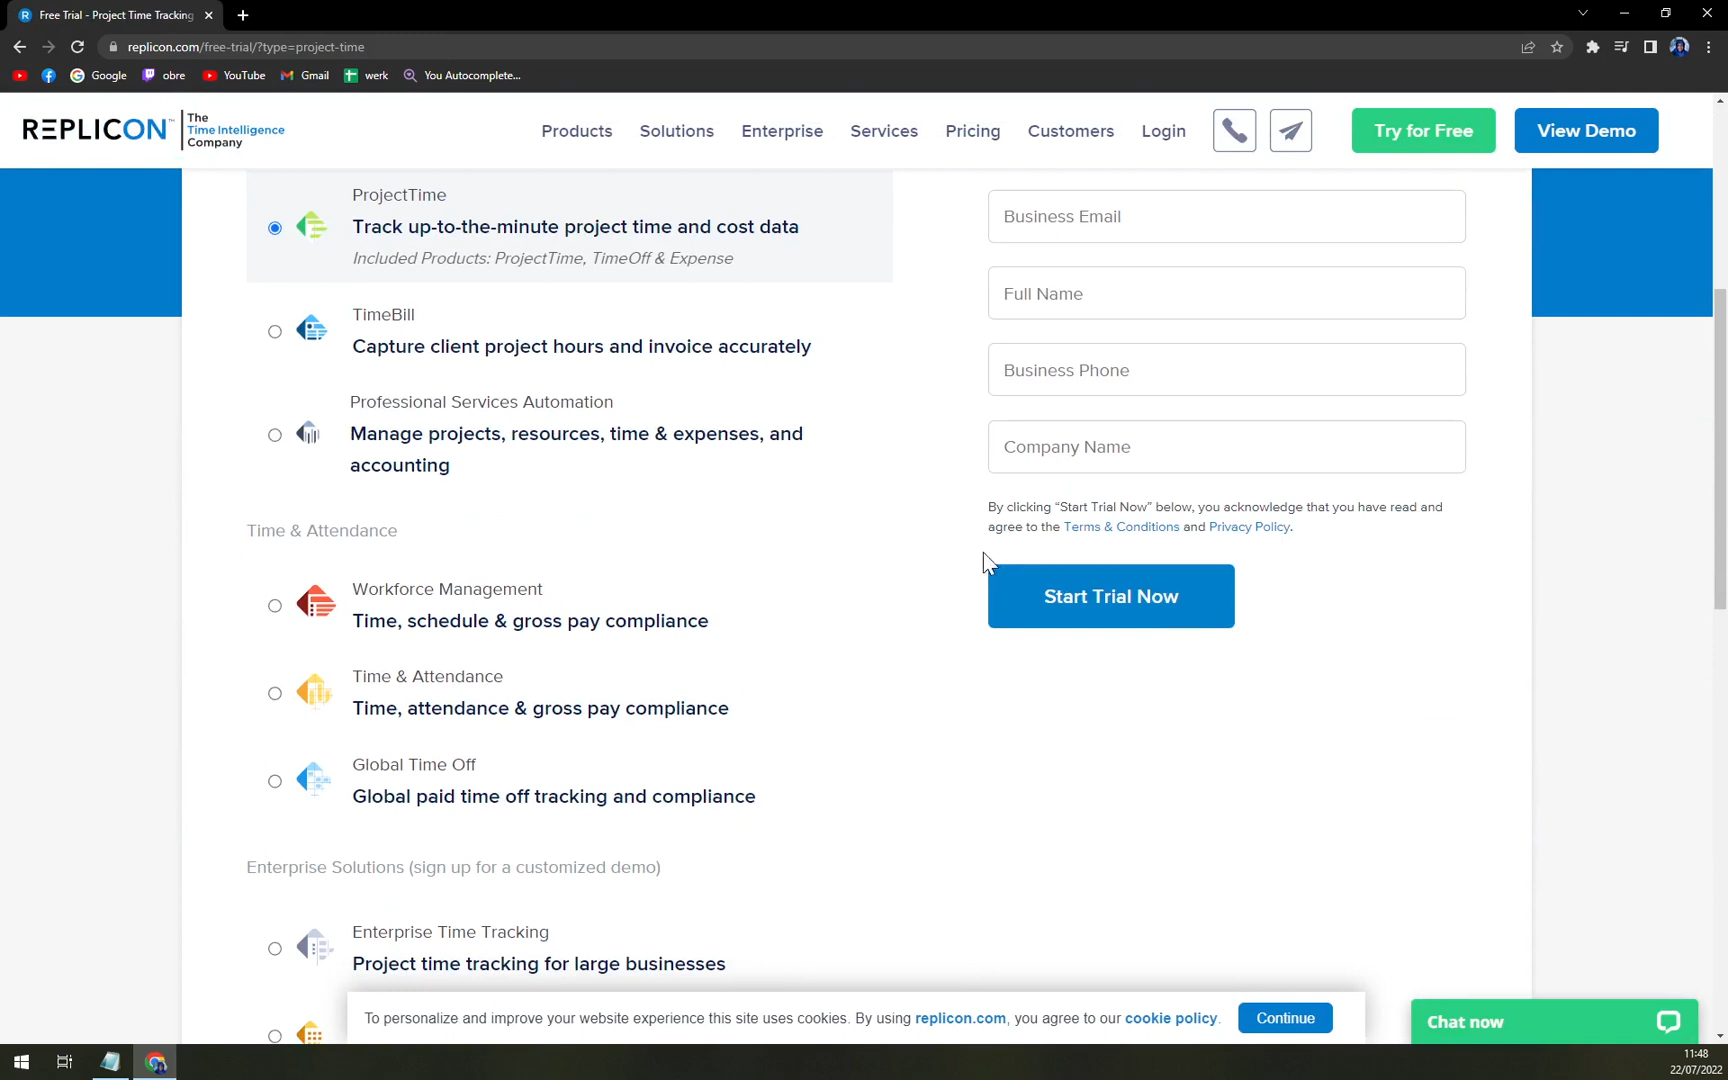 Free Trial - Project Time Tracking
replicon.com/free-trial/?type=project-time
Google
obre
YouTube
Gmail
werk
You Autocomplete...
REPLICON™
The
Time Intelligence
Company
Products
Solutions
Enterprise
Services
Pricing
Customers
Login
Try for Free
View Demo
ProjectTime
Track up-to-the-minute project time and cost data
Included Products: ProjectTime, TimeOff & Expense
TimeBill
Capture client project hours and invoice accurately
Professional Services Automation
Manage projects, resources, time & expenses, and
accounting
Time & Attendance
Workforce Management
Time, schedule & gross pay compliance
Time & Attendance
Time, attendance & gross pay compliance
Global Time Off
Global paid time off tracking and compliance
Enterprise Solutions (sign up for a customized demo)
Enterprise Time Tracking
Project time tracking for large businesses
Business Email
Full Name
Business Phone
Company Name
By clicking “Start Trial Now” below, you acknowledge that you have read and
agree to the Terms & Conditions and Privacy Policy.
Start Trial Now
To personalize and improve your website experience this site uses cookies. By using replicon.com, you agree to our cookie policy.
Continue
Chat now
11:48
22/07/2022